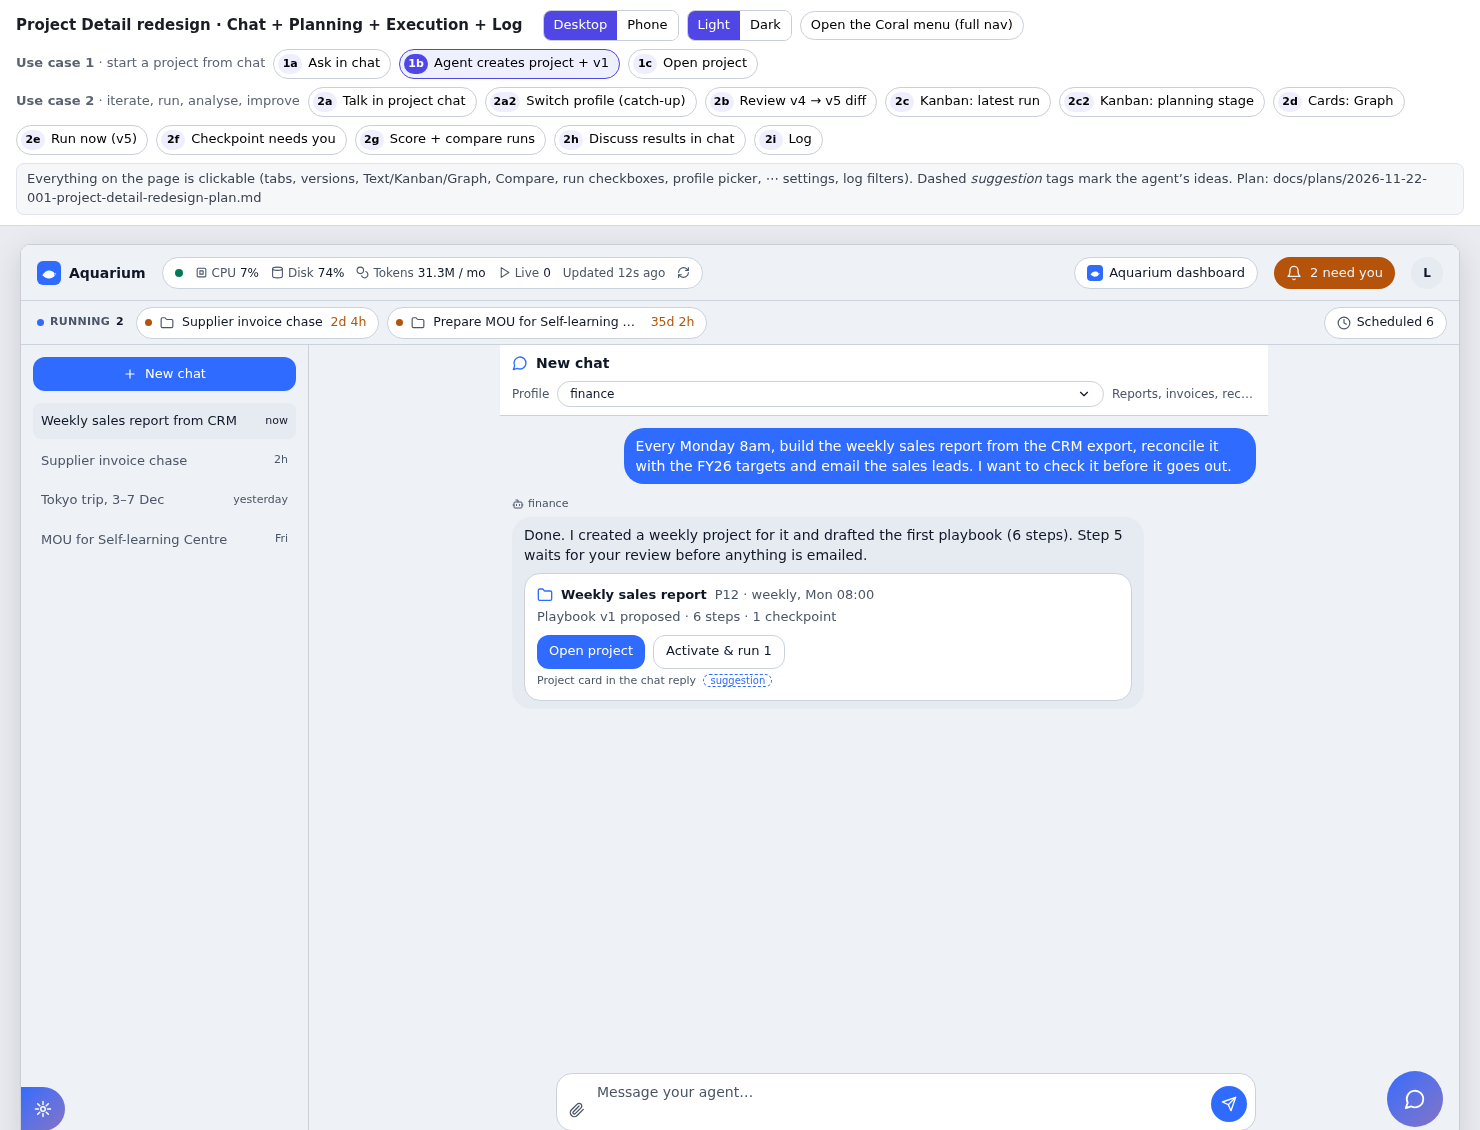 Project Detail redesign · Chat + Planning + Execution + Log
Desktop Phone Light Dark Open the Coral menu (full nav)
Use case 1 · start a project from chat 1a Ask in chat 1b Agent creates project + v1 1c Open project
Use case 2 · iterate, run, analyse, improve 2a Talk in project chat 2a2 Switch profile (catch-up) 2b Review v4 → v5 diff 2c Kanban: latest run 2c2 Kanban: planning stage 2d Cards: Graph
2e Run now (v5) 2f Checkpoint needs you 2g Score + compare runs 2h Discuss results in chat 2i Log
Everything on the page is clickable (tabs, versions, Text/Kanban/Graph, Compare, run checkboxes, profile picker, ··· settings, log filters). Dashed suggestion tags mark the agent’s ideas. Plan: docs/plans/2026-11-22-
001-project-detail-redesign-plan.md
Aquarium CPU 7% Disk 74% Tokens 31.3M / mo Live 0 Updated 12s ago Aquarium dashboard 2 need you L
RUNNING 2 Supplier invoice chase 2d 4h Prepare MOU for Self-learning ... 35d 2h Scheduled 6
New chat
Weekly sales report from CRM now
Supplier invoice chase 2h
Tokyo trip, 3–7 Dec yesterday
MOU for Self-learning Centre Fri
New chat
Profile finance Reports, invoices, rec...
Every Monday 8am, build the weekly sales report from the CRM export, reconcile it
with the FY26 targets and email the sales leads. I want to check it before it goes out.
finance
Done. I created a weekly project for it and drafted the first playbook (6 steps). Step 5
waits for your review before anything is emailed.
Weekly sales report P12 · weekly, Mon 08:00
Playbook v1 proposed · 6 steps · 1 checkpoint
Open project Activate & run 1
Project card in the chat reply suggestion
Message your agent...